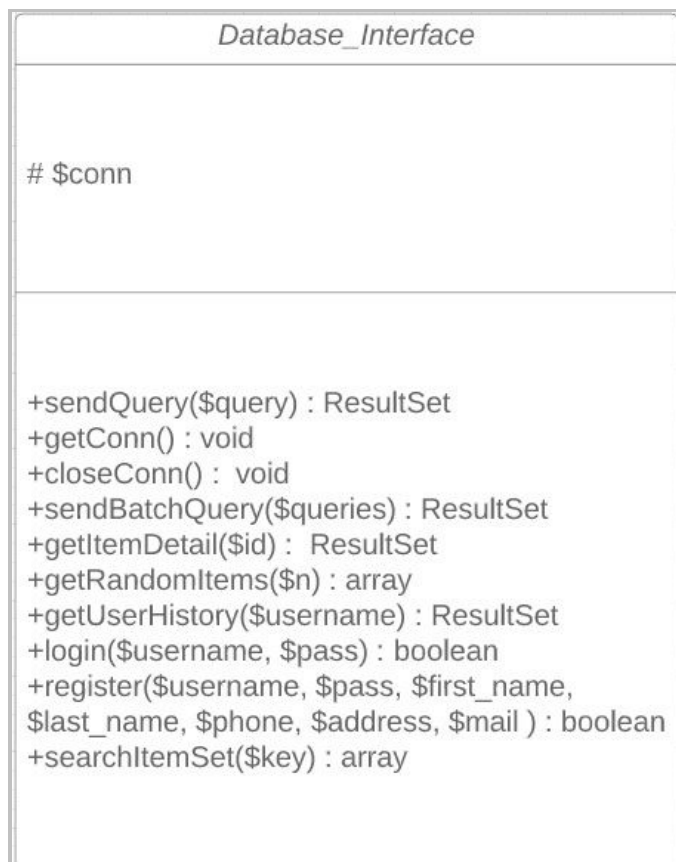 Database_Interface
# $conn
+sendQuery($query) : ResultSet
+getConn() : void
+closeConn() :  void
+sendBatchQuery($queries) : ResultSet
+getItemDetail($id) :  ResultSet
+getRandomItems($n) : array
+getUserHistory($username) : ResultSet
+login($username, $pass) : boolean
+register($username, $pass, $first_name,
$last_name, $phone, $address, $mail ) : boolean
+searchItemSet($key) : array